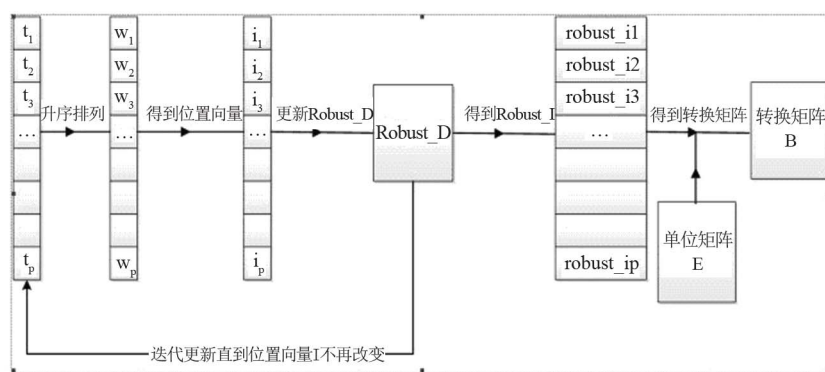 t1
t2
t3
…
tp
升序排列
w1
w2
w3
…
wp
得到位置向量
i1
i2
i3
…
ip
更新Robust_D
Robust_D
得到Robust_I
robust_i1
robust_i2
robust_i3
…
robust_ip
得到转换矩阵
转换矩阵
B
单位矩阵
E
迭代更新直到位置向量I不再改变